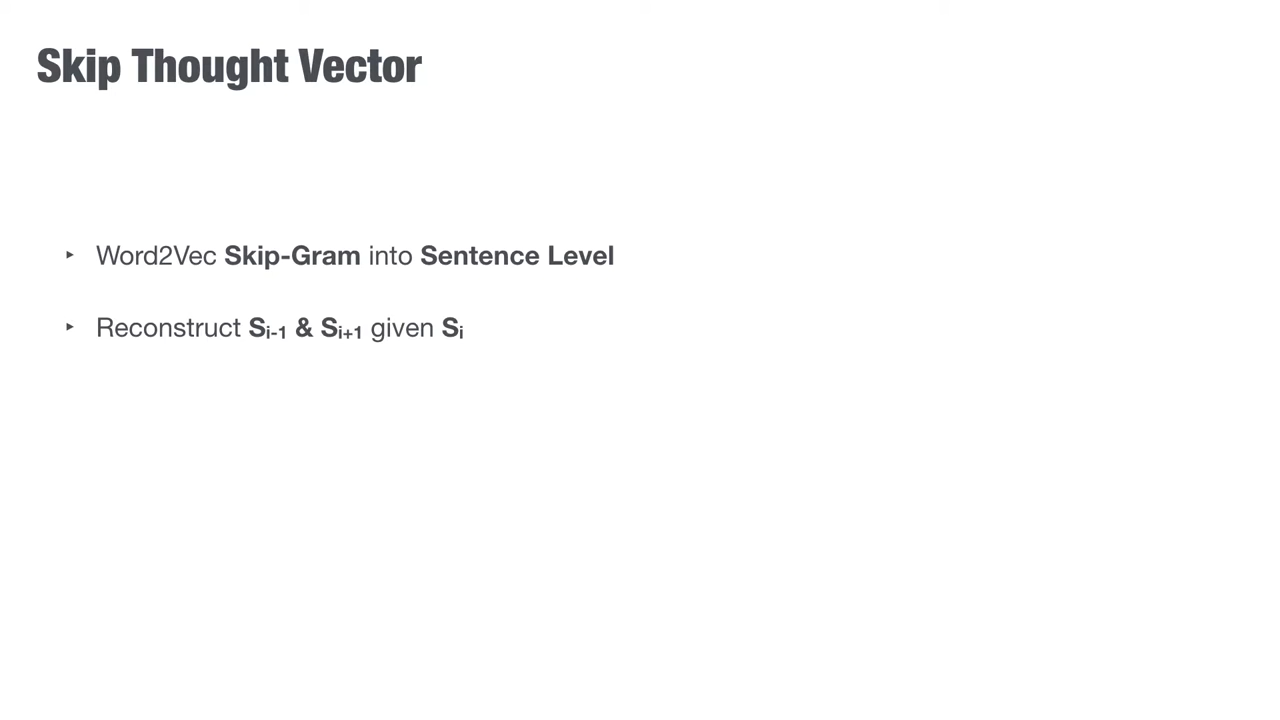 Skip Thought Vector
‣ Word2Vec Skip-Gram into Sentence Level
‣ Reconstruct Si-1 & Si+1 given Si